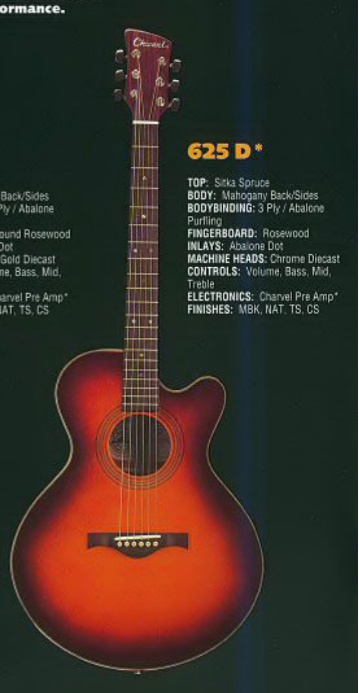 ormance.
Charvel
625 D*
TOP: Sitka Spruce
BODY: Mahogany Back/Sides
BODYBINDING: 3 Ply / Abalone
Purfling
FINGERBOARD: Rosewood
INLAYS: Abalone Dot
MACHINE HEADS: Chrome Diecast
CONTROLS: Volume, Bass, Mid,
Treble
ELECTRONICS: Charvel Pre Amp*
FINISHES: MBK, NAT, TS, CS
Back/Sides
Ply / Abalone
ound Rosewood
Dot
Gold Diecast
me, Bass, Mid,
arvel Pre Amp*
NAT, TS, CS